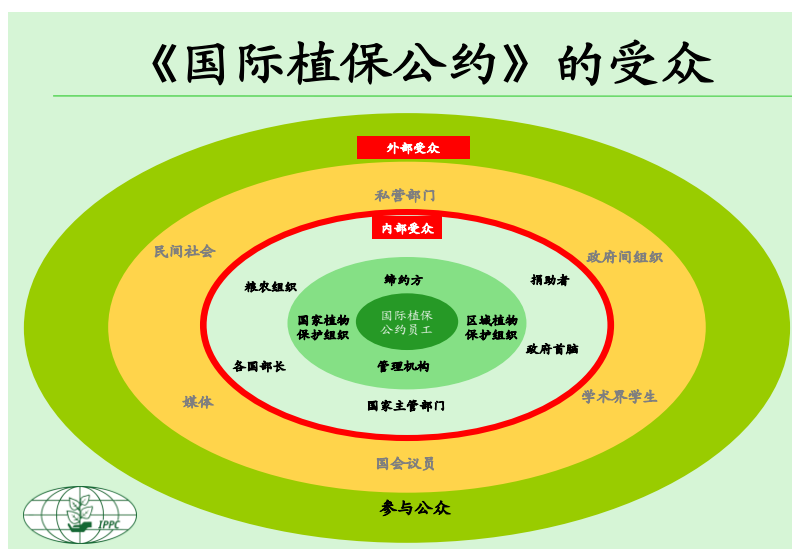 《国际植保公约》的受众
外部受众
私营部门
内部受众
民间社会
政府间组织
粮农组织
缔约方
捐助者
国家植物
保护组织
国际植保
公约员工
区域植物
保护组织
政府首脑
各国部长
管理机构
媒体
国家主管部门
学术界学生
国会议员
参与公众
IPPC